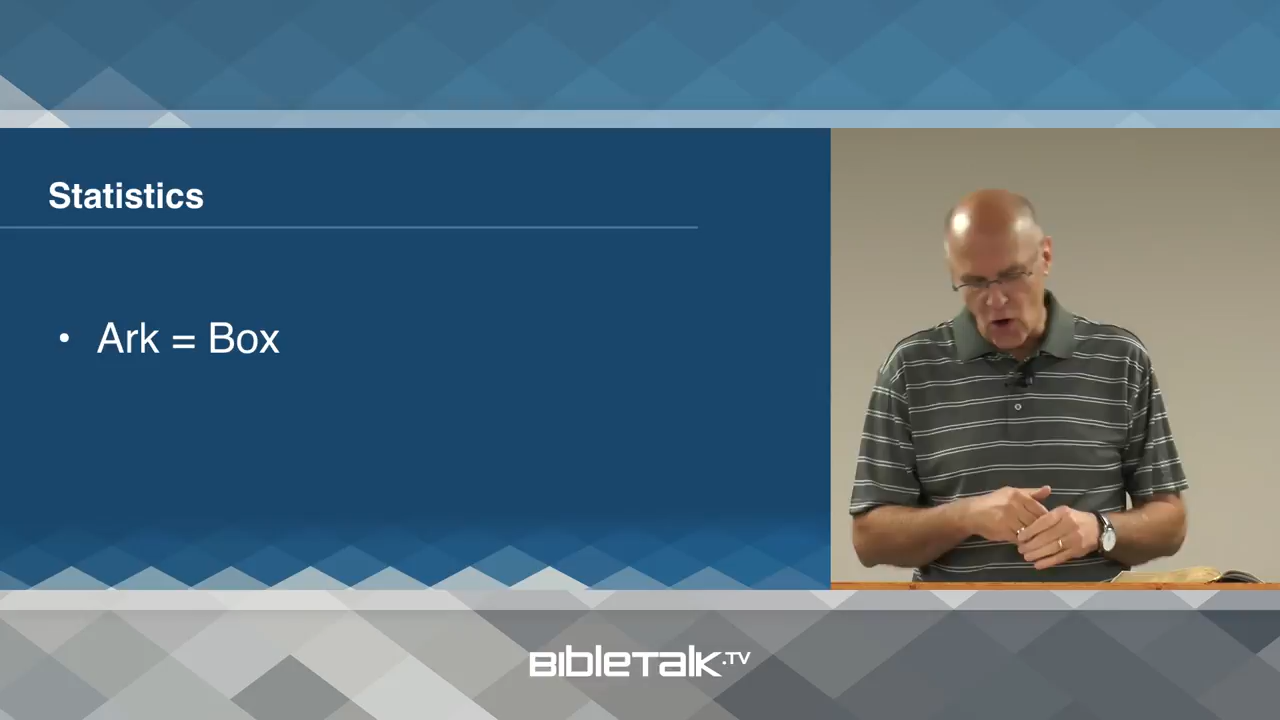 Statistics
• Ark = Box
BIBLETALK.TV